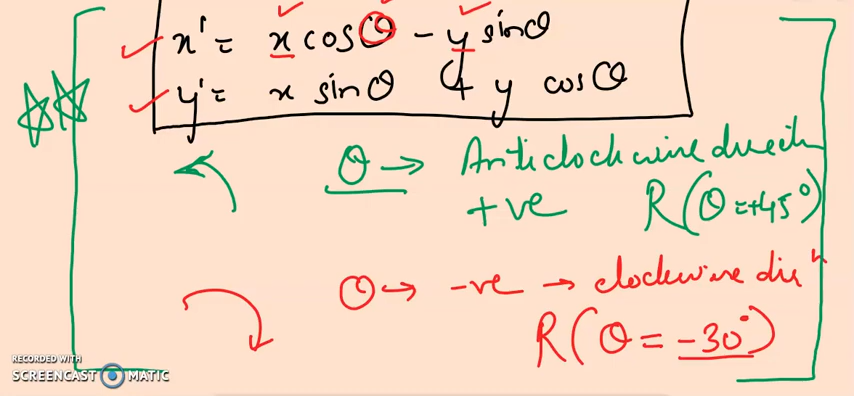 x' = x cosθ - y sinθ
y' = x sinθ + y cosθ
θ → Anticlockwise directn
+ve R(θ=+45°)
θ → -ve → clockwise dirⁿ
R(θ = -30°)
RECORDED WITH
SCREENCAST MATIC